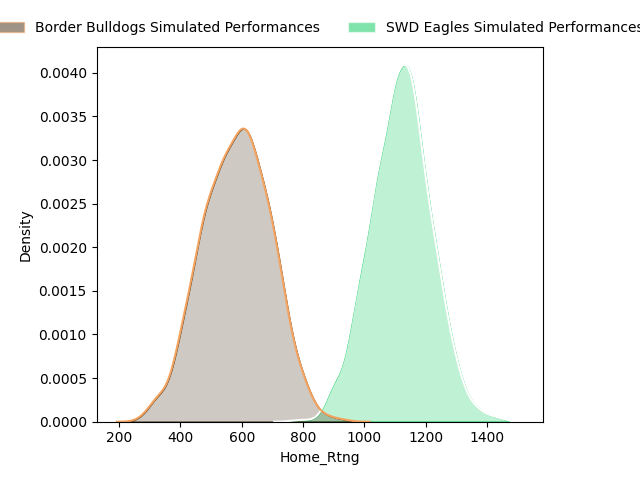 Border Bulldogs Simulated Performances
SWD Eagles Simulated Performances
0.0040
0.0035
0.0030
0.0025
0.0020
0.0015
0.0010
0.0005
0.0000
Density
200 400 600 800 1000 1200 1400
Home_Rtng